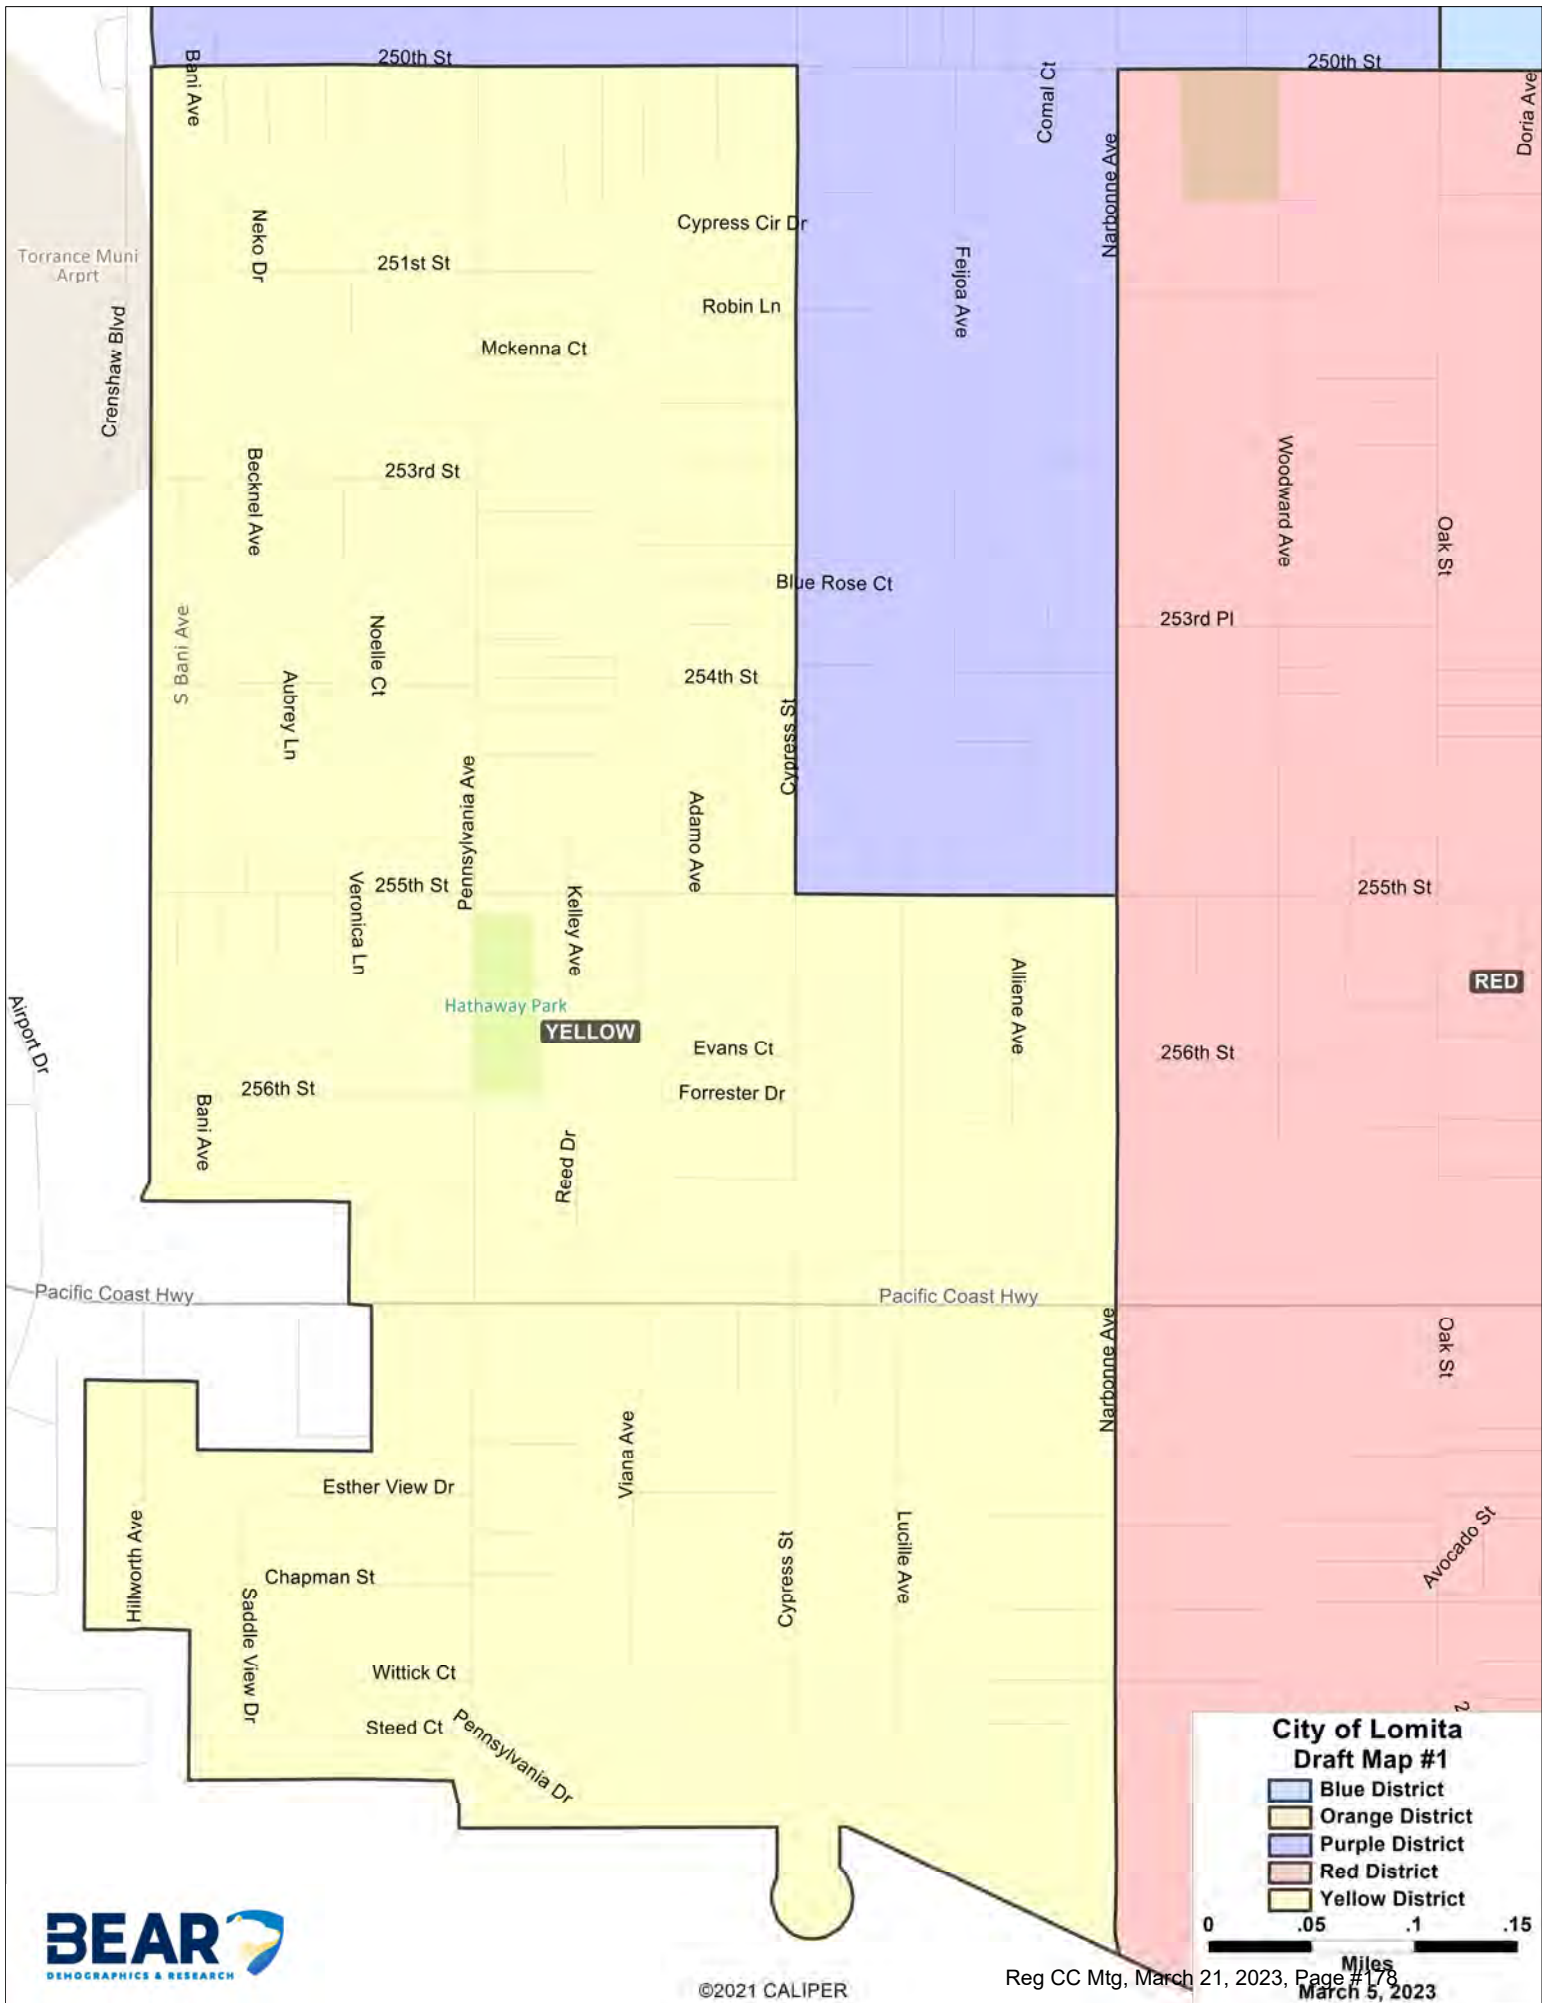 250th St
250th St
Bani Ave
Comal Ct
Doria Ave
Narbonne Ave
Neko Dr
Cypress Cir Dr
Torrance Muni
Arprt
251st St
Feijoa Ave
Robin Ln
Crenshaw Blvd
Mckenna Ct
Becknel Ave
253rd St
Woodward Ave
Oak St
Blue Rose Ct
S Bani Ave
Noelle Ct
253rd Pl
Aubrey Ln
254th St
Cypress St
Pennsylvania Ave
Adamo Ave
Veronica Ln
255th St
Kelley Ave
255th St
Alliene Ave
RED
Hathaway Park
YELLOW
Airport Dr
Evans Ct
256th St
256th St
Forrester Dr
Bani Ave
Reed Dr
Pacific Coast Hwy
Pacific Coast Hwy
Narbonne Ave
Oak St
Viana Ave
Esther View Dr
Hillworth Ave
Cypress St
Lucille Ave
Avocado St
Chapman St
Saddle View Dr
Wittick Ct
Steed Ct
Pennsylvania Dr
2
City of Lomita
Draft Map #1
Blue District
Orange District
Purple District
Red District
Yellow District
0 .05 .1 .15
Miles
March 5, 2023
BEAR
DEMOGRAPHICS & RESEARCH
©2021 CALIPER
Reg CC Mtg, March 21, 2023, Page #178